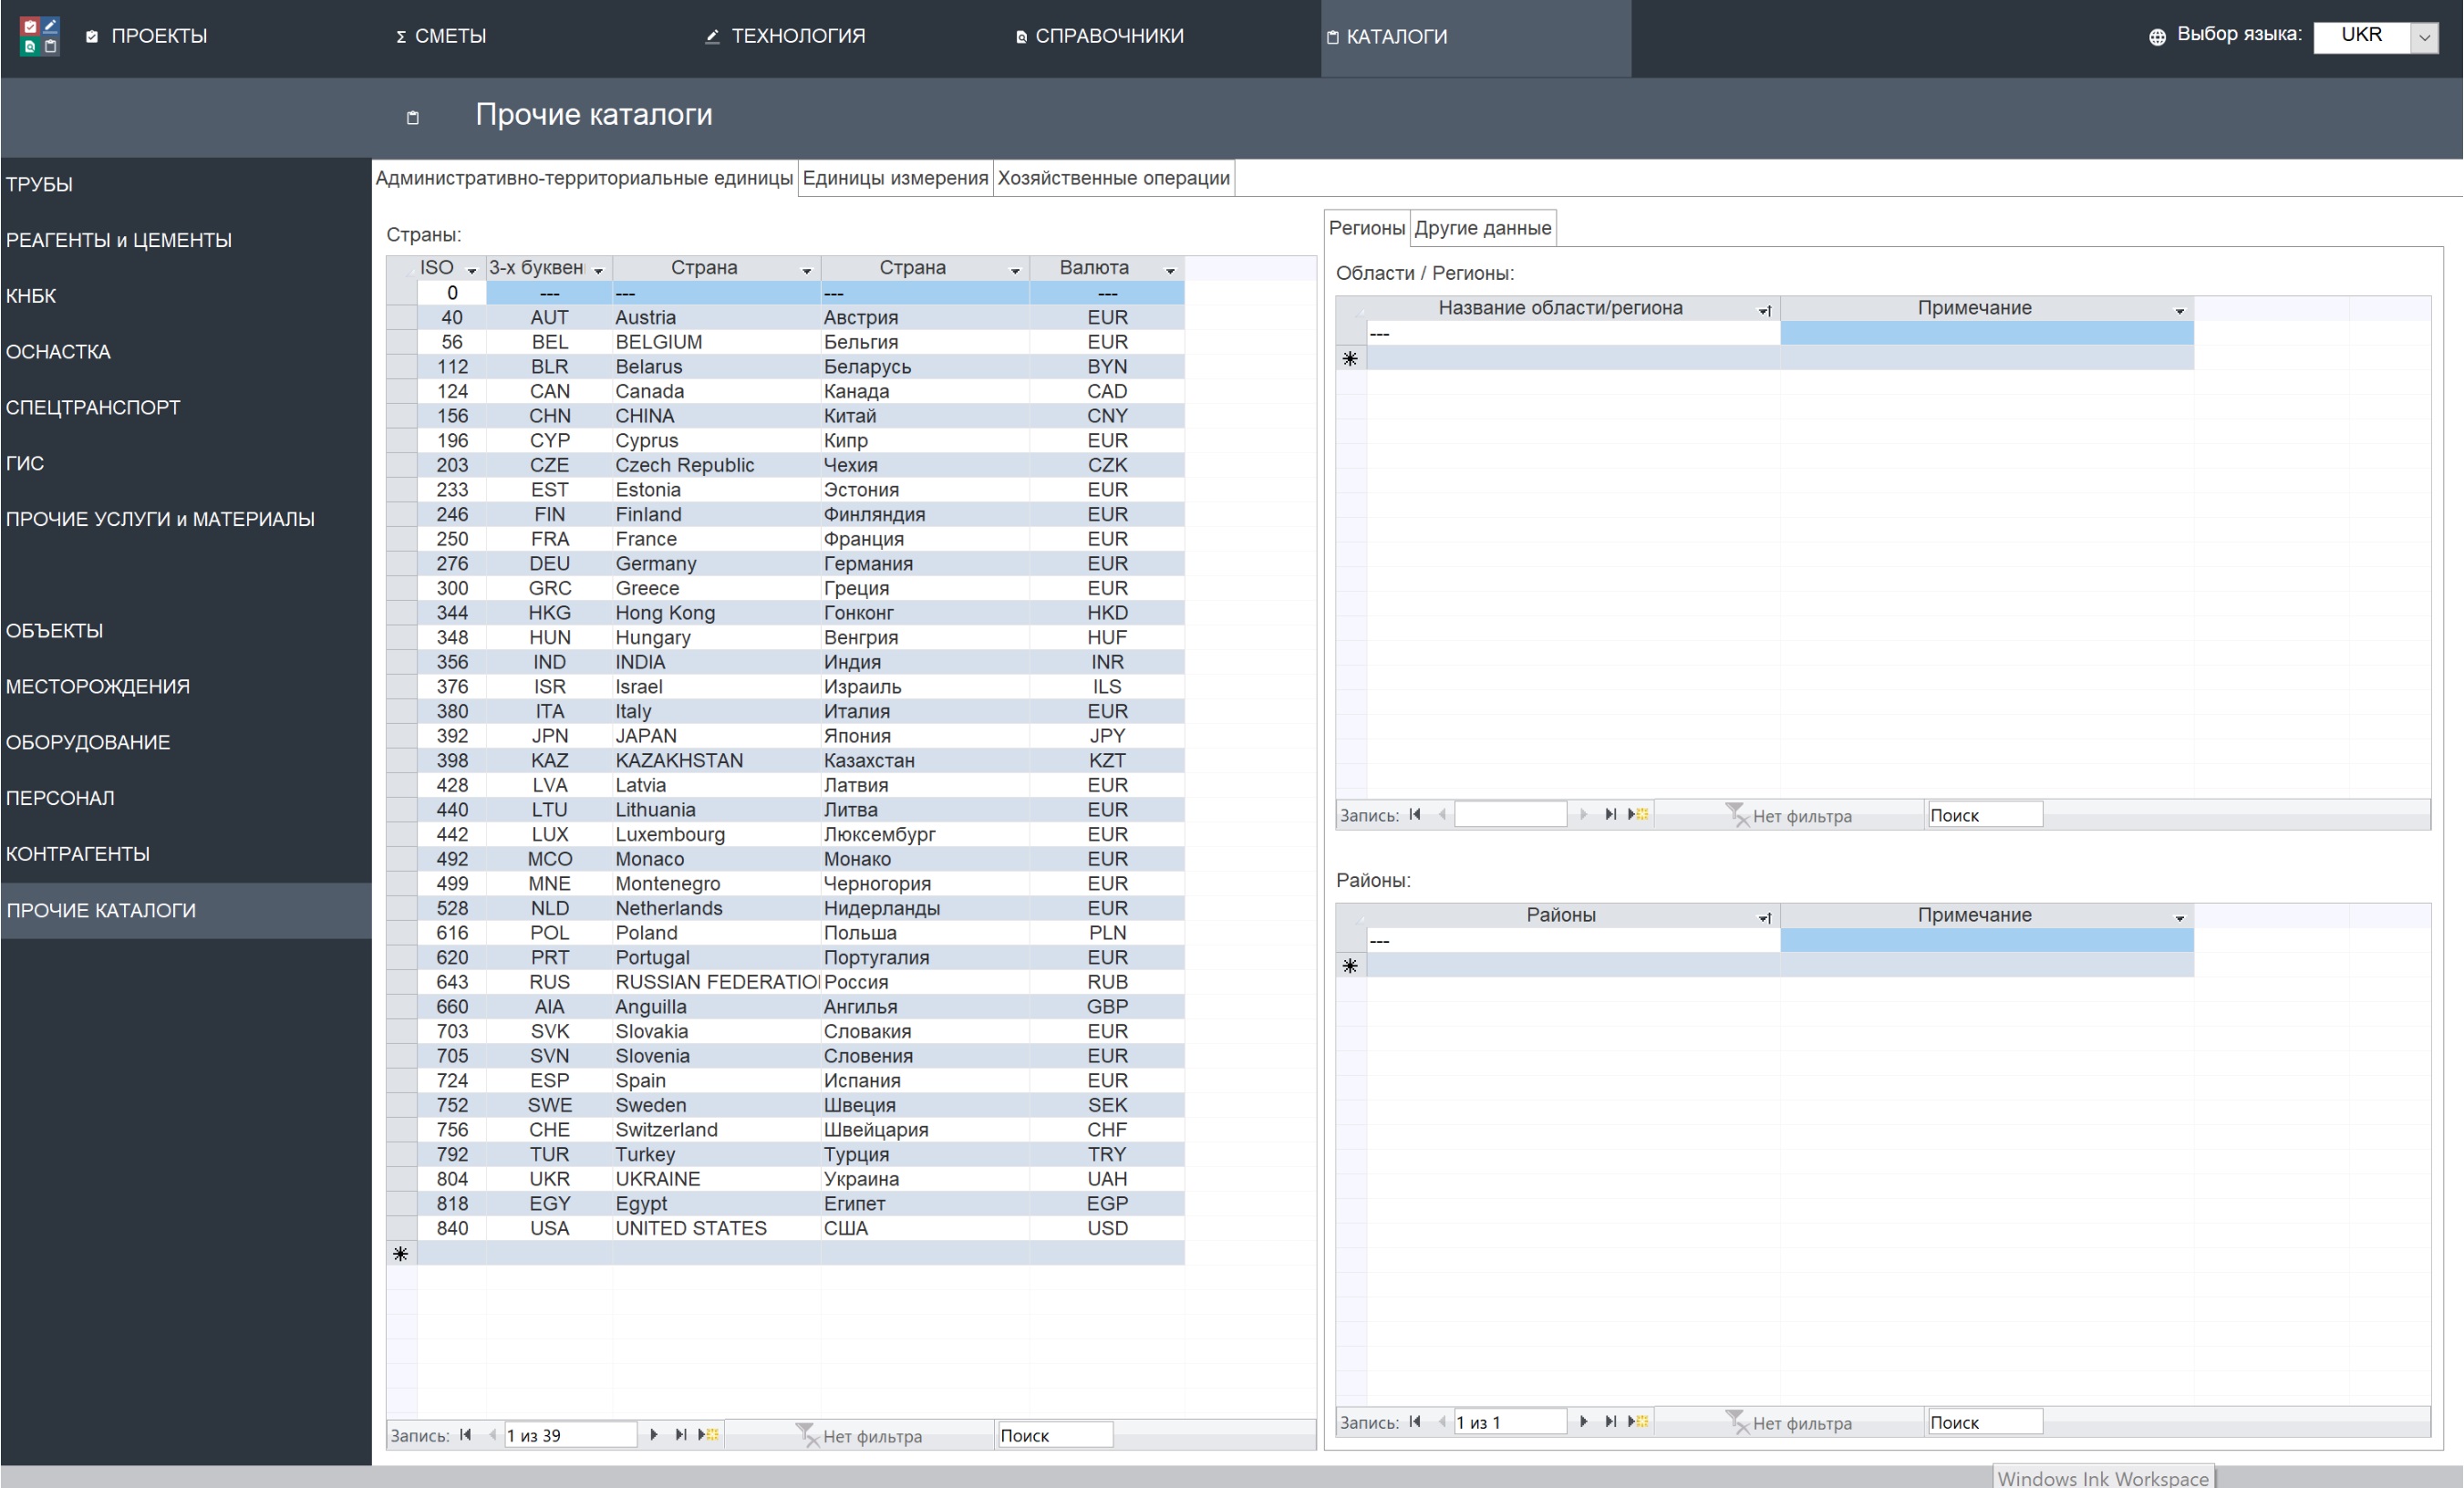 ПРОЕКТЫ Σ СМЕТЫ ТЕХНОЛОГИЯ СПРАВОЧНИКИ КАТАЛОГИ Выбор языка: UKR
Прочие каталоги
ТРУБЫ
РЕАГЕНТЫ и ЦЕМЕНТЫ
КНБК
ОСНАСТКА
СПЕЦТРАНСПОРТ
ГИС
ПРОЧИЕ УСЛУГИ и МАТЕРИАЛЫ
ОБЪЕКТЫ
МЕСТОРОЖДЕНИЯ
ОБОРУДОВАНИЕ
ПЕРСОНАЛ
КОНТРАГЕНТЫ
ПРОЧИЕ КАТАЛОГИ
Административно-территориальные единицы Единицы измерения Хозяйственные операции
Страны:
ISO 3-х буквен Страна Страна Валюта
0 --- --- --- ---
40 AUT Austria Австрия EUR
56 BEL BELGIUM Бельгия EUR
112 BLR Belarus Беларусь BYN
124 CAN Canada Канада CAD
156 CHN CHINA Китай CNY
196 CYP Cyprus Кипр EUR
203 CZE Czech Republic Чехия CZK
233 EST Estonia Эстония EUR
246 FIN Finland Финляндия EUR
250 FRA France Франция EUR
276 DEU Germany Германия EUR
300 GRC Greece Греция EUR
344 HKG Hong Kong Гонконг HKD
348 HUN Hungary Венгрия HUF
356 IND INDIA Индия INR
376 ISR Israel Израиль ILS
380 ITA Italy Италия EUR
392 JPN JAPAN Япония JPY
398 KAZ KAZAKHSTAN Казахстан KZT
428 LVA Latvia Латвия EUR
440 LTU Lithuania Литва EUR
442 LUX Luxembourg Люксембург EUR
492 MCO Monaco Монако EUR
499 MNE Montenegro Черногория EUR
528 NLD Netherlands Нидерланды EUR
616 POL Poland Польша PLN
620 PRT Portugal Португалия EUR
643 RUS RUSSIAN FEDERATIO Россия RUB
660 AIA Anguilla Ангилья GBP
703 SVK Slovakia Словакия EUR
705 SVN Slovenia Словения EUR
724 ESP Spain Испания EUR
752 SWE Sweden Швеция SEK
756 CHE Switzerland Швейцария CHF
792 TUR Turkey Турция TRY
804 UKR UKRAINE Украина UAH
818 EGY Egypt Египет EGP
840 USA UNITED STATES США USD
Запись: 1 из 39 Нет фильтра Поиск
Регионы Другие данные
Области / Регионы:
Название области/региона Примечание
---
Запись: Нет фильтра Поиск
Районы:
Районы Примечание
---
Запись: 1 из 1 Нет фильтра Поиск
Windows Ink Workspace